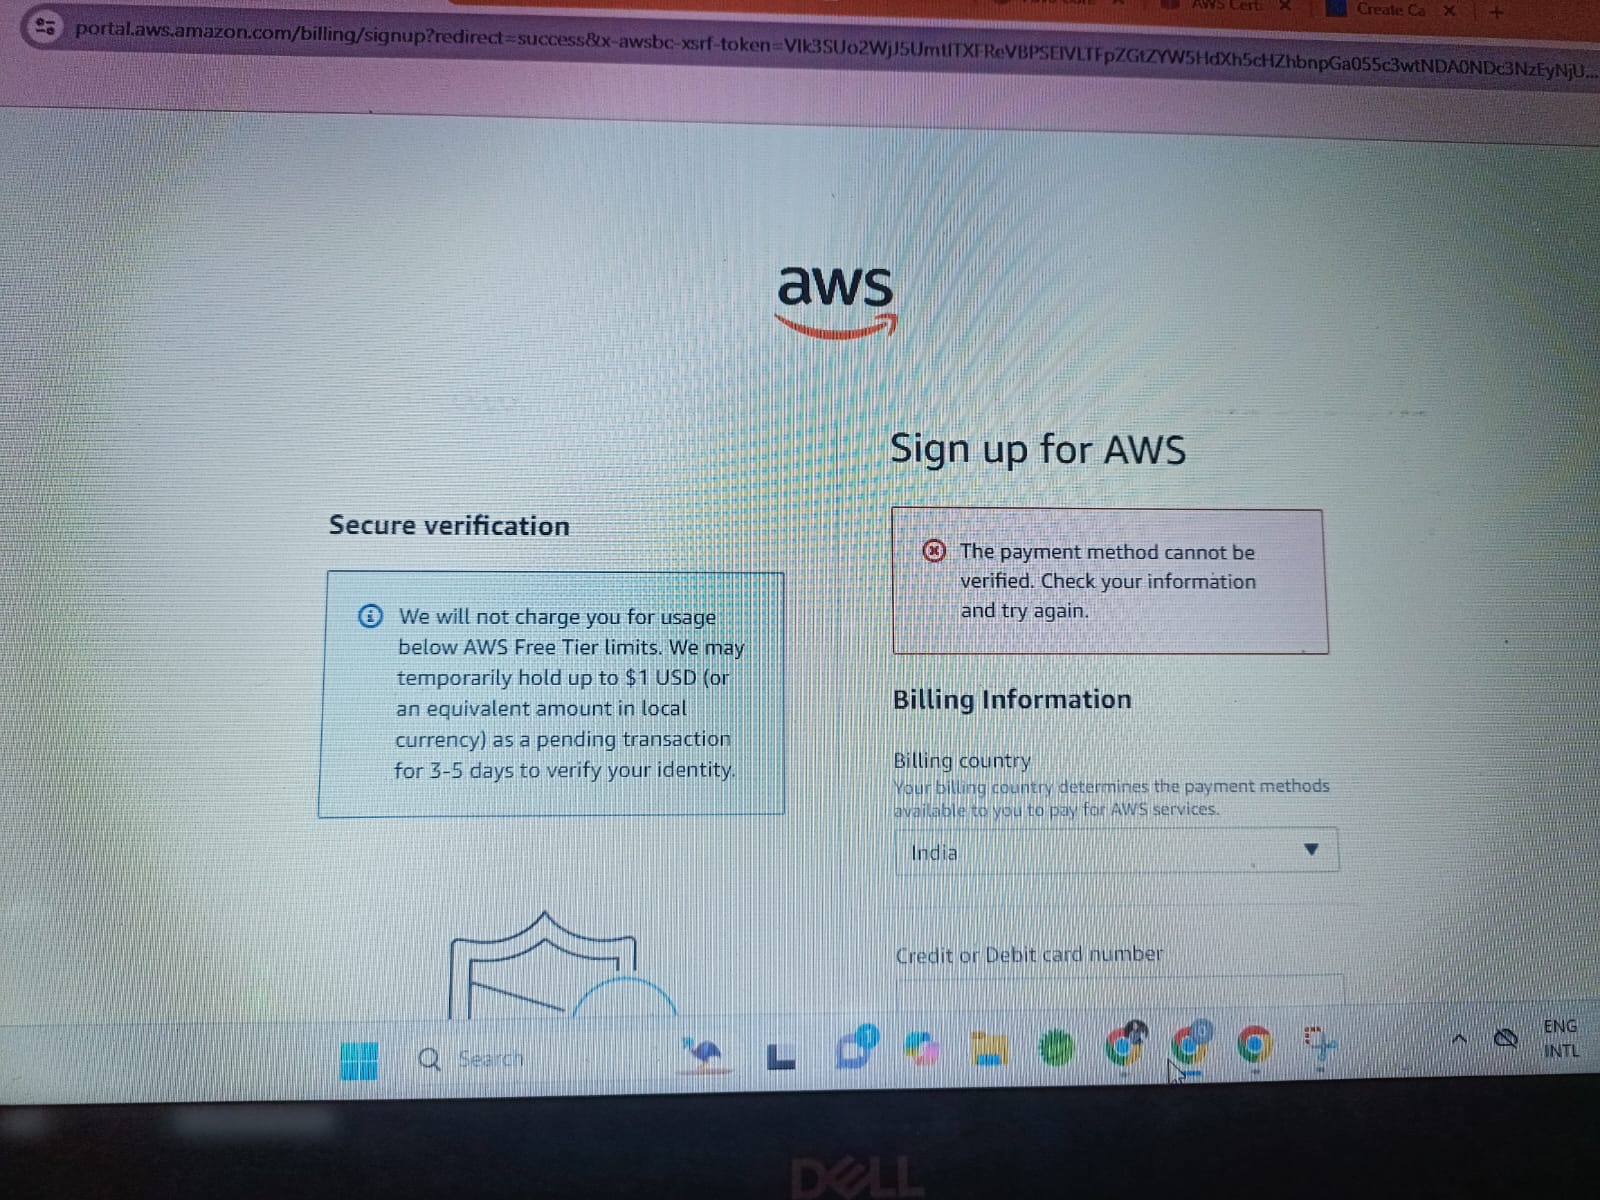 AWS Cert
Create Ca
portal.aws.amazon.com/billing/signup?redirect=success&x-awsbc-xsrf-token=
aws
Sign up for AWS
Secure verification
The payment method cannot be
verified. Check your information
and try again.
We will not charge you for usage
below AWS Free Tier limits. We may
temporarily hold up to $1 USD (or
an equivalent amount in local
currency) as a pending transaction
for 3-5 days to verify your identity.
Billing Information
Billing country
Your billing country determines the payment methods
available to you to pay for AWS services.
India
Credit or Debit card number
Search
ENG
INTL
DELL